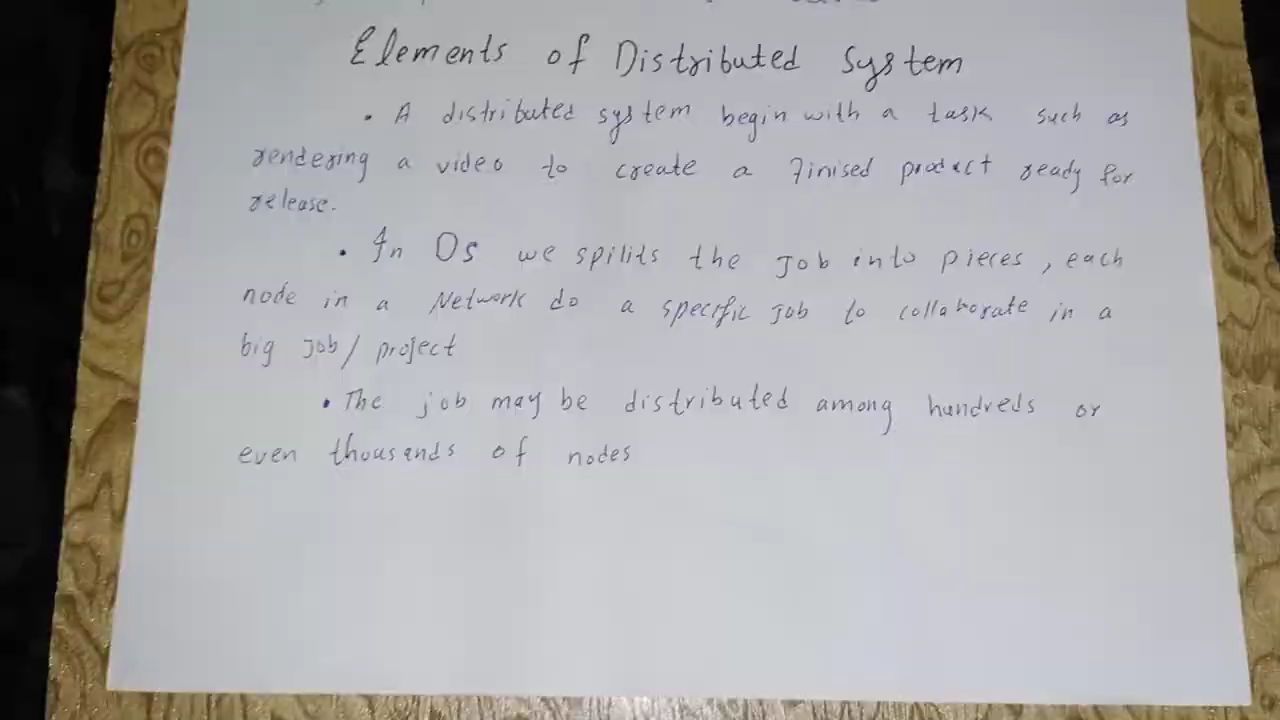 Elements of Distributed System
• A distributed system begin with a task such as
rendering a video to create a finised product ready for
release.
• In Ds we spilits the Job into pieces, each
node in a Network do a specific Job to collaborate in a
big Job/ project
• The job may be distributed among hundreds or
even thousands of nodes